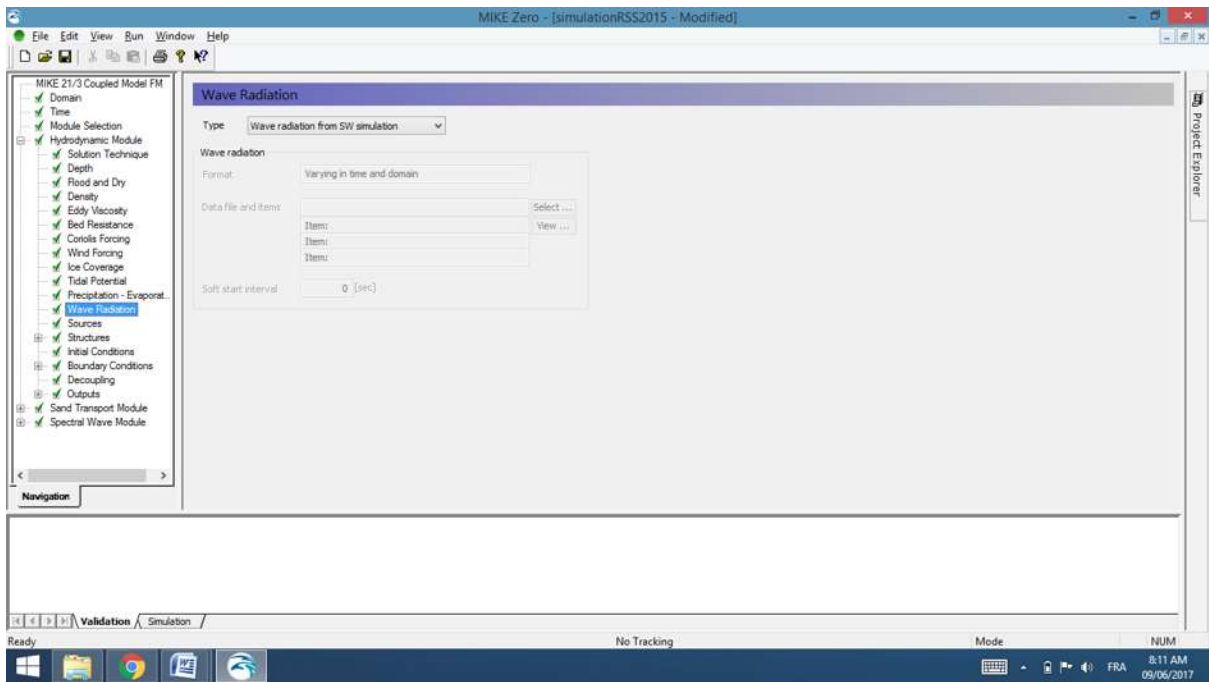 MIKE Zero - [simulationRSS2015 - Modified]
File Edit View Run Window Help
MIKE 21/3 Coupled Model FM
Domain
Time
Module Selection
Hydrodynamic Module
Solution Technique
Depth
Flood and Dry
Density
Eddy Viscosity
Bed Resistance
Coriolis Forcing
Wind Forcing
Ice Coverage
Tidal Potential
Precipitation - Evaporat...
Wave Radiation
Sources
Structures
Initial Conditions
Boundary Conditions
Decoupling
Outputs
Sand Transport Module
Spectral Wave Module
Navigation
Wave Radiation
Type Wave radiation from SW simulation
Wave radiation
Format Varying in time and domain
Data file and items Select ...
Item: View ...
Item:
Item:
Soft start interval 0 [sec]
Project Explorer
Validation Simulation
Ready No Tracking Mode NUM
FRA 8:11 AM
09/06/2017